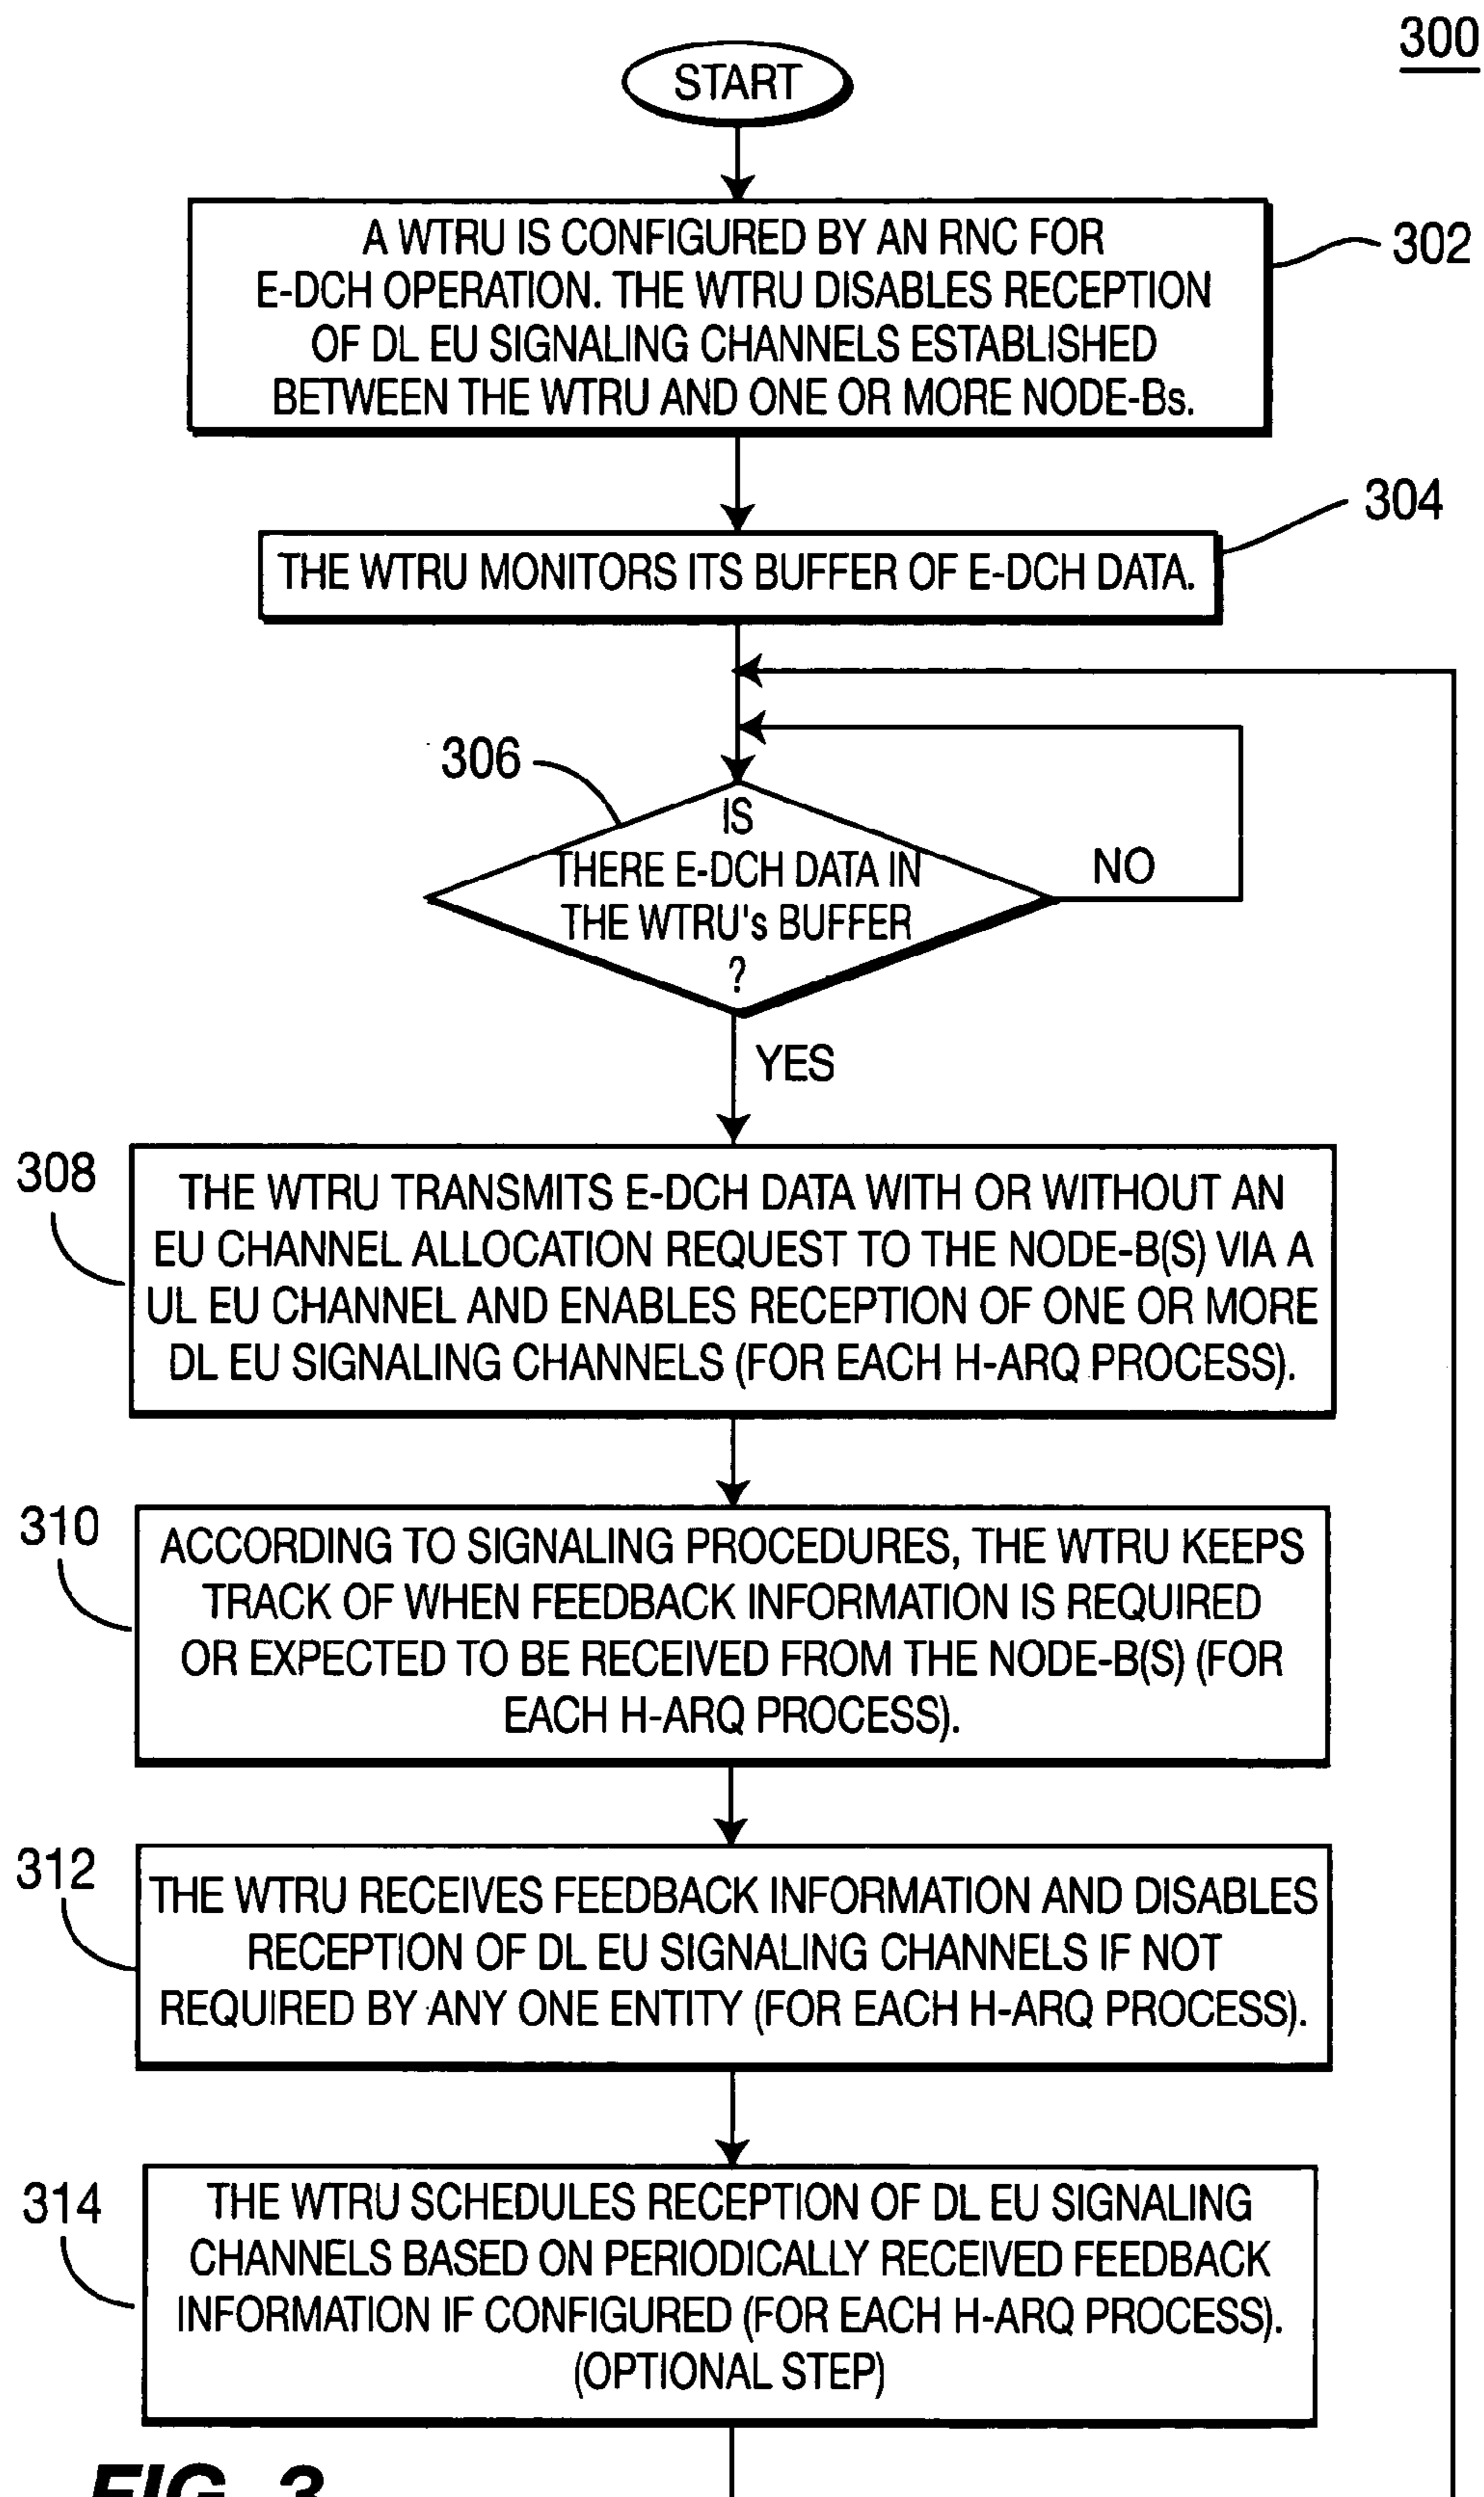 300
START
A WTRU IS CONFIGURED BY AN RNC FOR
E-DCH OPERATION. THE WTRU DISABLES RECEPTION
OF DL EU SIGNALING CHANNELS ESTABLISHED
BETWEEN THE WTRU AND ONE OR MORE NODE-Bs.
302
304
THE WTRU MONITORS ITS BUFFER OF E-DCH DATA.
306
IS
THERE E-DCH DATA IN
THE WTRU's BUFFER
?
NO
YES
308
THE WTRU TRANSMITS E-DCH DATA WITH OR WITHOUT AN
EU CHANNEL ALLOCATION REQUEST TO THE NODE-B(S) VIA A
UL EU CHANNEL AND ENABLES RECEPTION OF ONE OR MORE
DL EU SIGNALING CHANNELS (FOR EACH H-ARQ PROCESS).
310
ACCORDING TO SIGNALING PROCEDURES, THE WTRU KEEPS
TRACK OF WHEN FEEDBACK INFORMATION IS REQUIRED
OR EXPECTED TO BE RECEIVED FROM THE NODE-B(S) (FOR
EACH H-ARQ PROCESS).
312
THE WTRU RECEIVES FEEDBACK INFORMATION AND DISABLES
RECEPTION OF DL EU SIGNALING CHANNELS IF NOT
REQUIRED BY ANY ONE ENTITY (FOR EACH H-ARQ PROCESS).
314
THE WTRU SCHEDULES RECEPTION OF DL EU SIGNALING
CHANNELS BASED ON PERIODICALLY RECEIVED FEEDBACK
INFORMATION IF CONFIGURED (FOR EACH H-ARQ PROCESS).
(OPTIONAL STEP)
FIG. 3